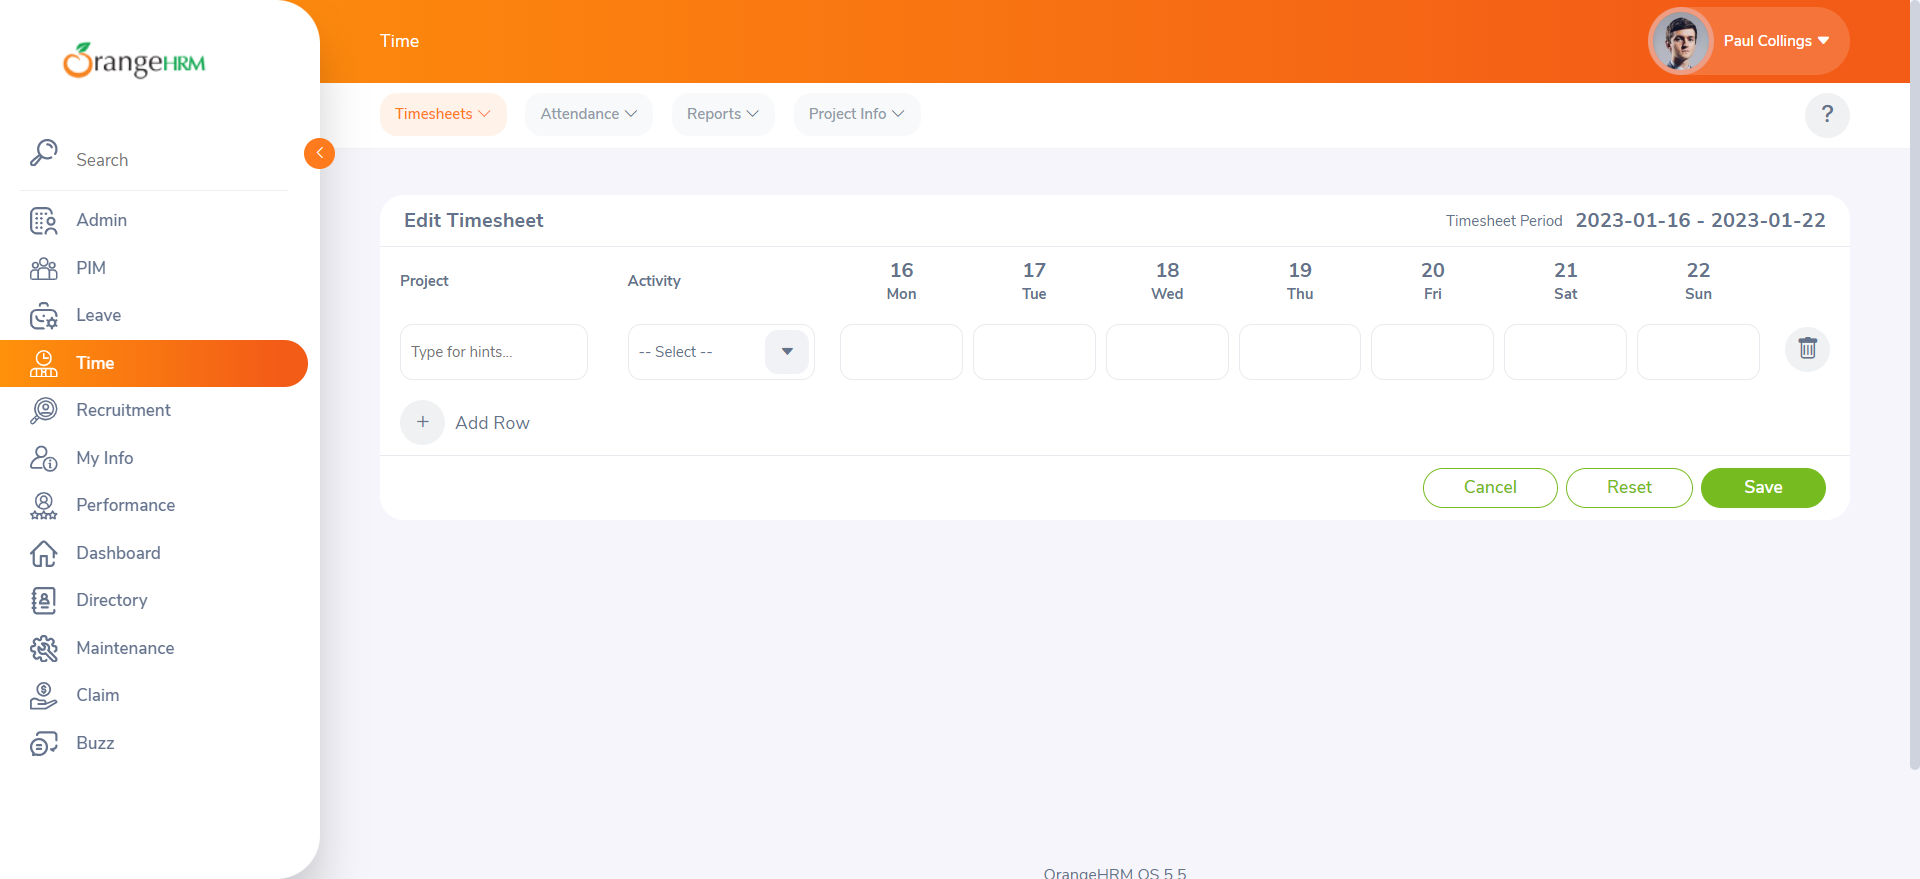 OrangeHRM
Search
Admin
PIM
Leave
Time
Recruitment
My Info
Performance
Dashboard
Directory
Maintenance
Claim
Buzz
Time
Paul Collings
Timesheets
Attendance
Reports
Project Info
?
Edit Timesheet
Timesheet Period 2023-01-16 - 2023-01-22
Project
Activity
16
Mon
17
Tue
18
Wed
19
Thu
20
Fri
21
Sat
22
Sun
Type for hints...
-- Select --
+ Add Row
Cancel
Reset
Save
OrangeHRM OS 5.5